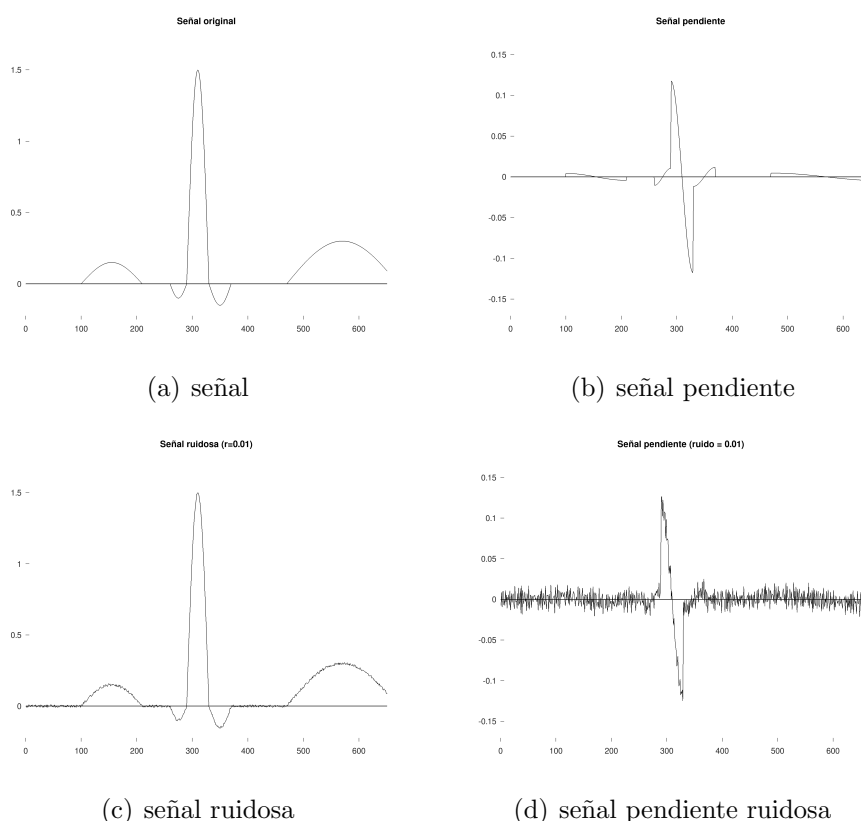 Señal original
1.5
1
0.5
0
0 100 200 300 400 500 600
(a) señal
Señal pendiente
0.15
0.1
0.05
0
-0.05
-0.1
-0.15
0 100 200 300 400 500 600
(b) señal pendiente
Señal ruidosa (r=0.01)
1.5
1
0.5
0
0 100 200 300 400 500 600
(c) señal ruidosa
Señal pendiente (ruido = 0.01)
0.15
0.1
0.05
0
-0.05
-0.1
-0.15
0 100 200 300 400 500 600
(d) señal pendiente ruidosa